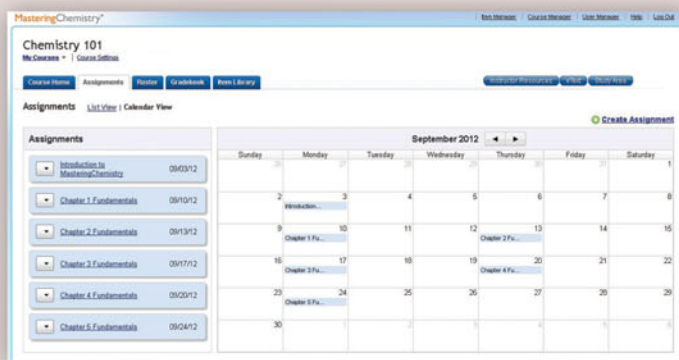 MasteringChemistry®
Item Manager | Course Manager | User Manager | Help | Log Out
Chemistry 101
My Courses | Course Settings
Course Home Assignments Roster Gradebook Item Library
Instructor Resources eText Study Area
Assignments List View | Calendar View
Create Assignment
Assignments
Introduction to MasteringChemistry 09/03/12
Chapter 1 Fundamentals 09/10/12
Chapter 2 Fundamentals 09/13/12
Chapter 3 Fundamentals 09/17/12
Chapter 4 Fundamentals 09/20/12
Chapter 5 Fundamentals 09/24/12
September 2012
Sunday Monday Tuesday Wednesday Thursday Friday Saturday
26 27 28 29 30 31 1
2 3 4 5 6 7 8
Introduction...
9 10 11 12 13 14 15
Chapter 1 Fu... Chapter 2 Fu...
16 17 18 19 20 21 22
Chapter 3 Fu... Chapter 4 Fu...
23 24 25 26 27 28 29
Chapter 5 Fu...
30 1 2 3 4 5 6